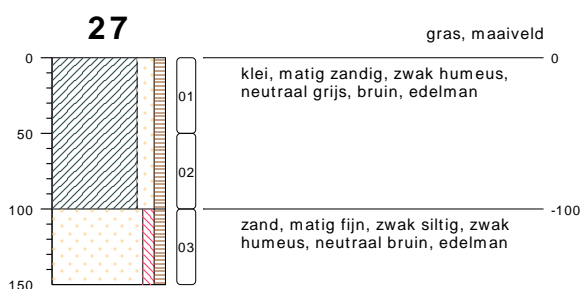 27
gras, maaiveld
0
0
klei, matig zandig, zwak humeus,
neutraal grijs, bruin, edelman
01
50
02
100
-100
zand, matig fijn, zwak siltig, zwak
humeus, neutraal bruin, edelman
03
150